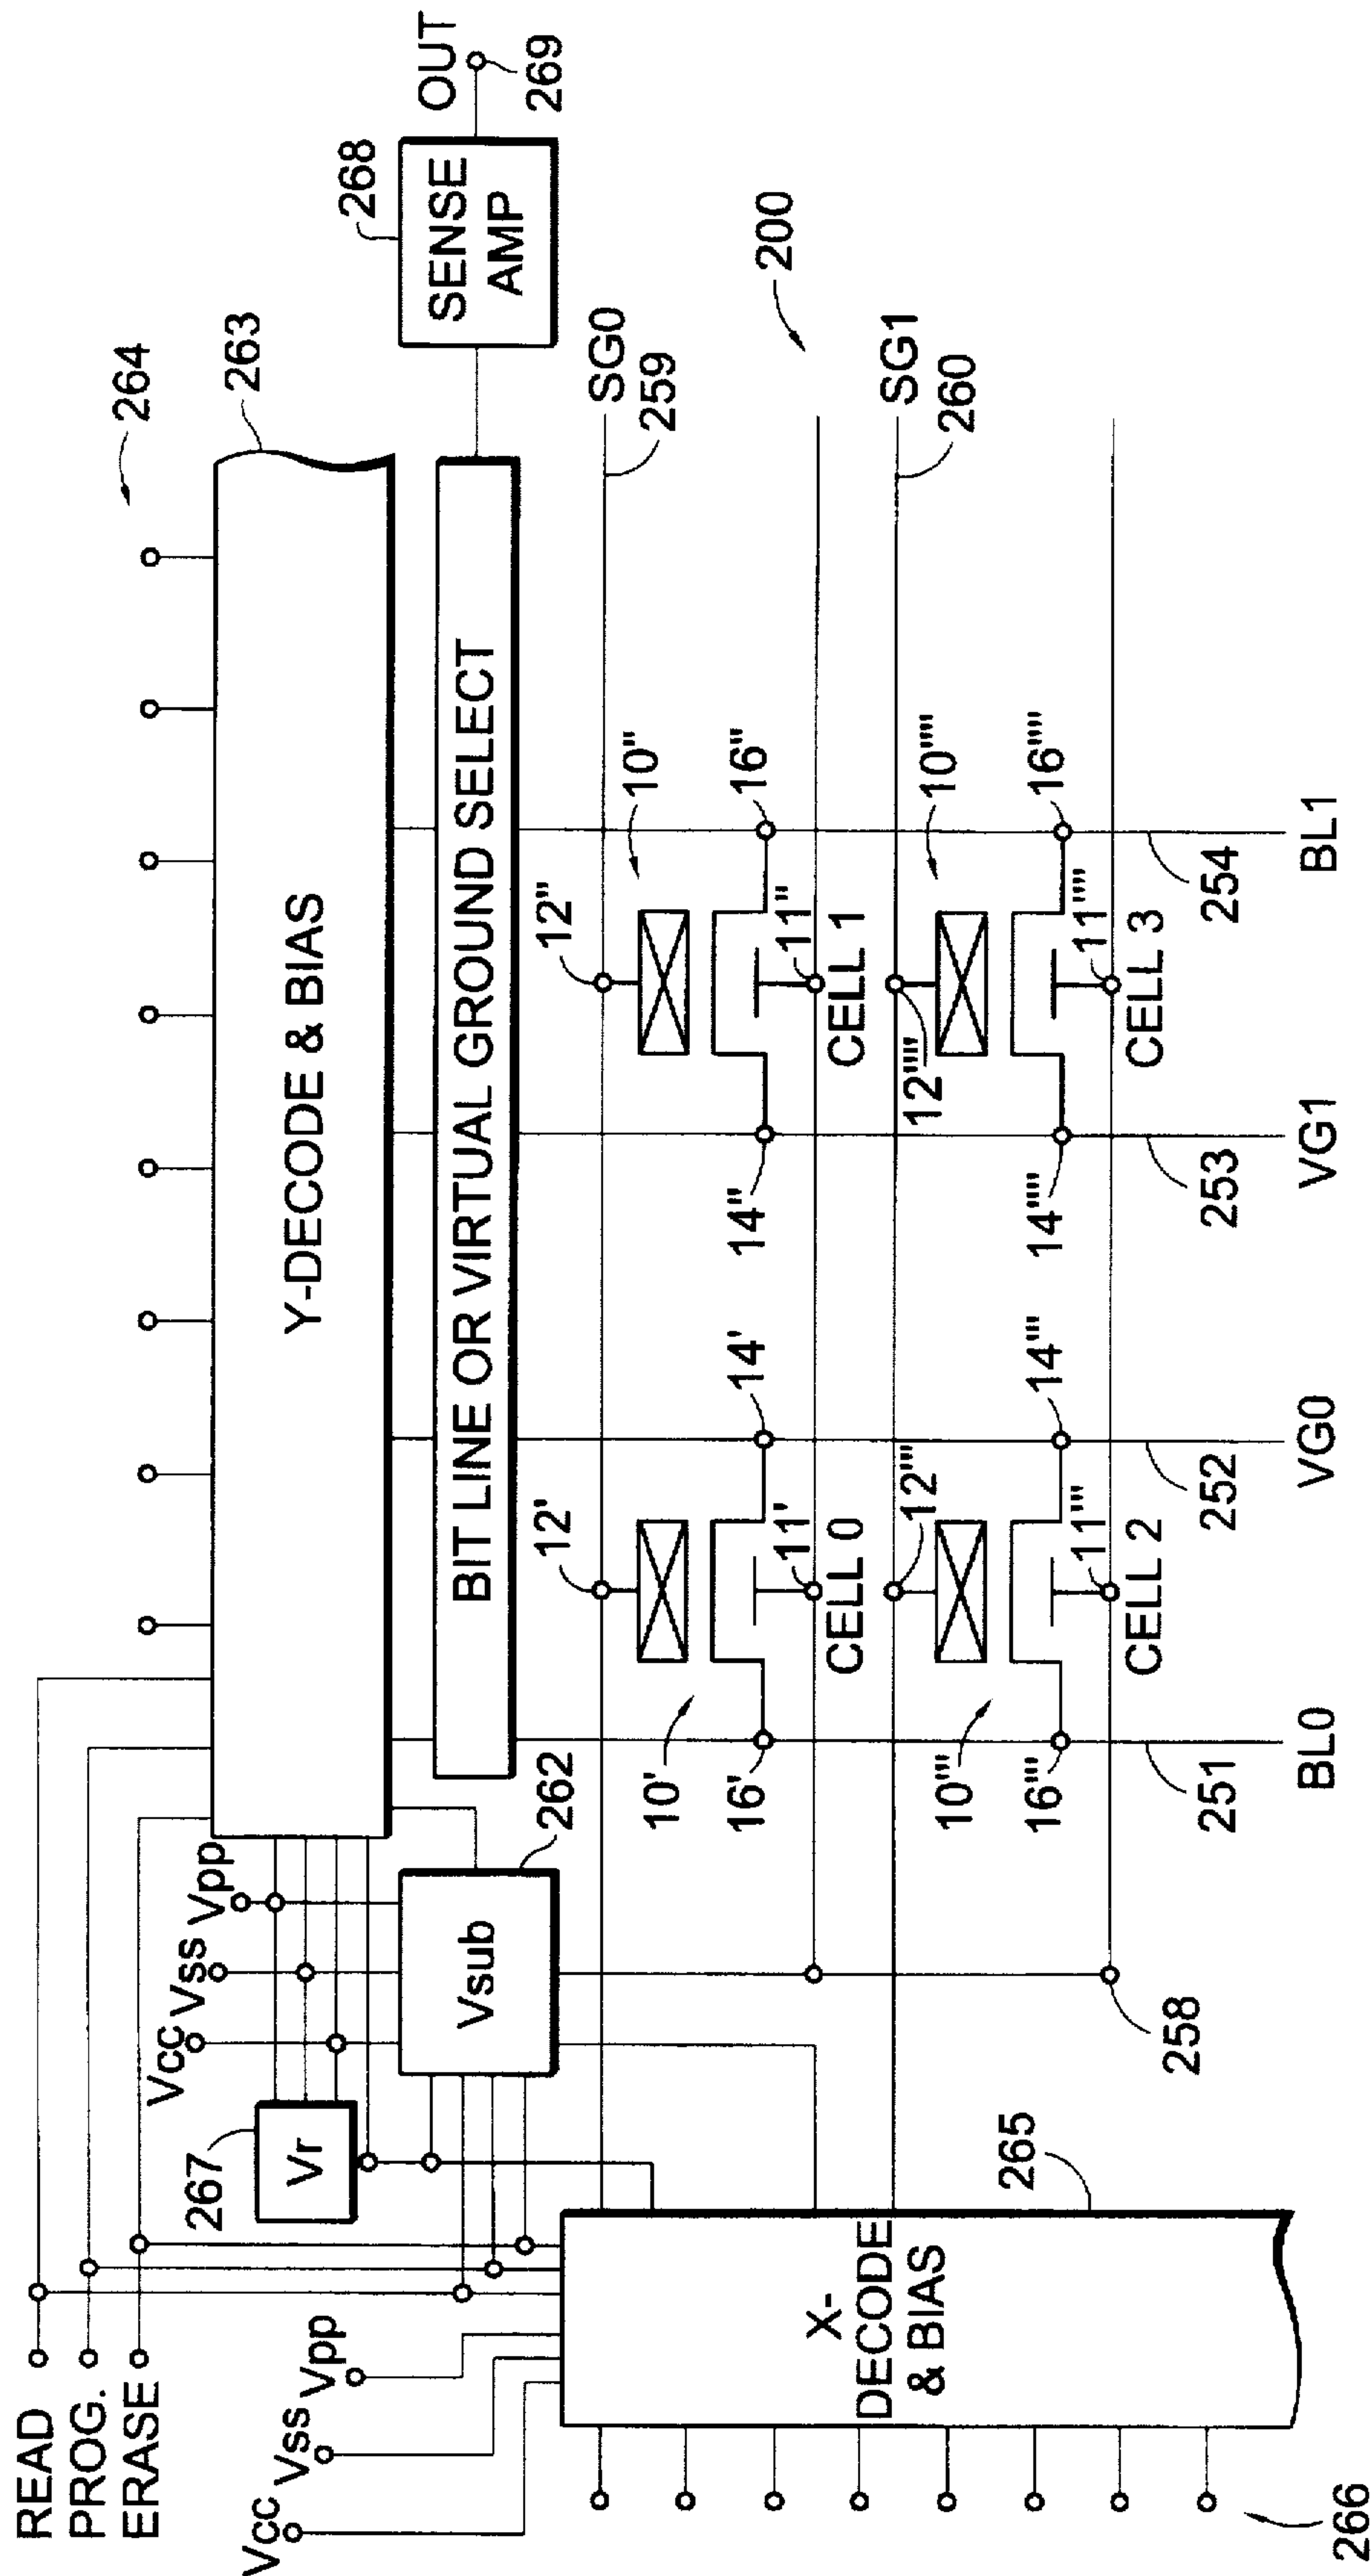 READ
PROG.
ERASE
Vcc
Vss
Vpp
267
Vr
Vcc
Vss
Vpp
Vsub
262
264
263
Y-DECODE & BIAS
BIT LINE OR VIRTUAL GROUND SELECT
268
SENSE
AMP
OUT
269
X-
DECODE
& BIAS
265
266
258
SG0
259
200
SG1
260
12'
10'
16'
14'
11'
CELL 0
12"
10"
14"
16"
11"
CELL 1
12'''
10'''
16'''
14'''
11'''
CELL 2
12''''
10''''
14''''
16''''
11''''
CELL 3
251
252
253
254
BL0
VG0
VG1
BL1